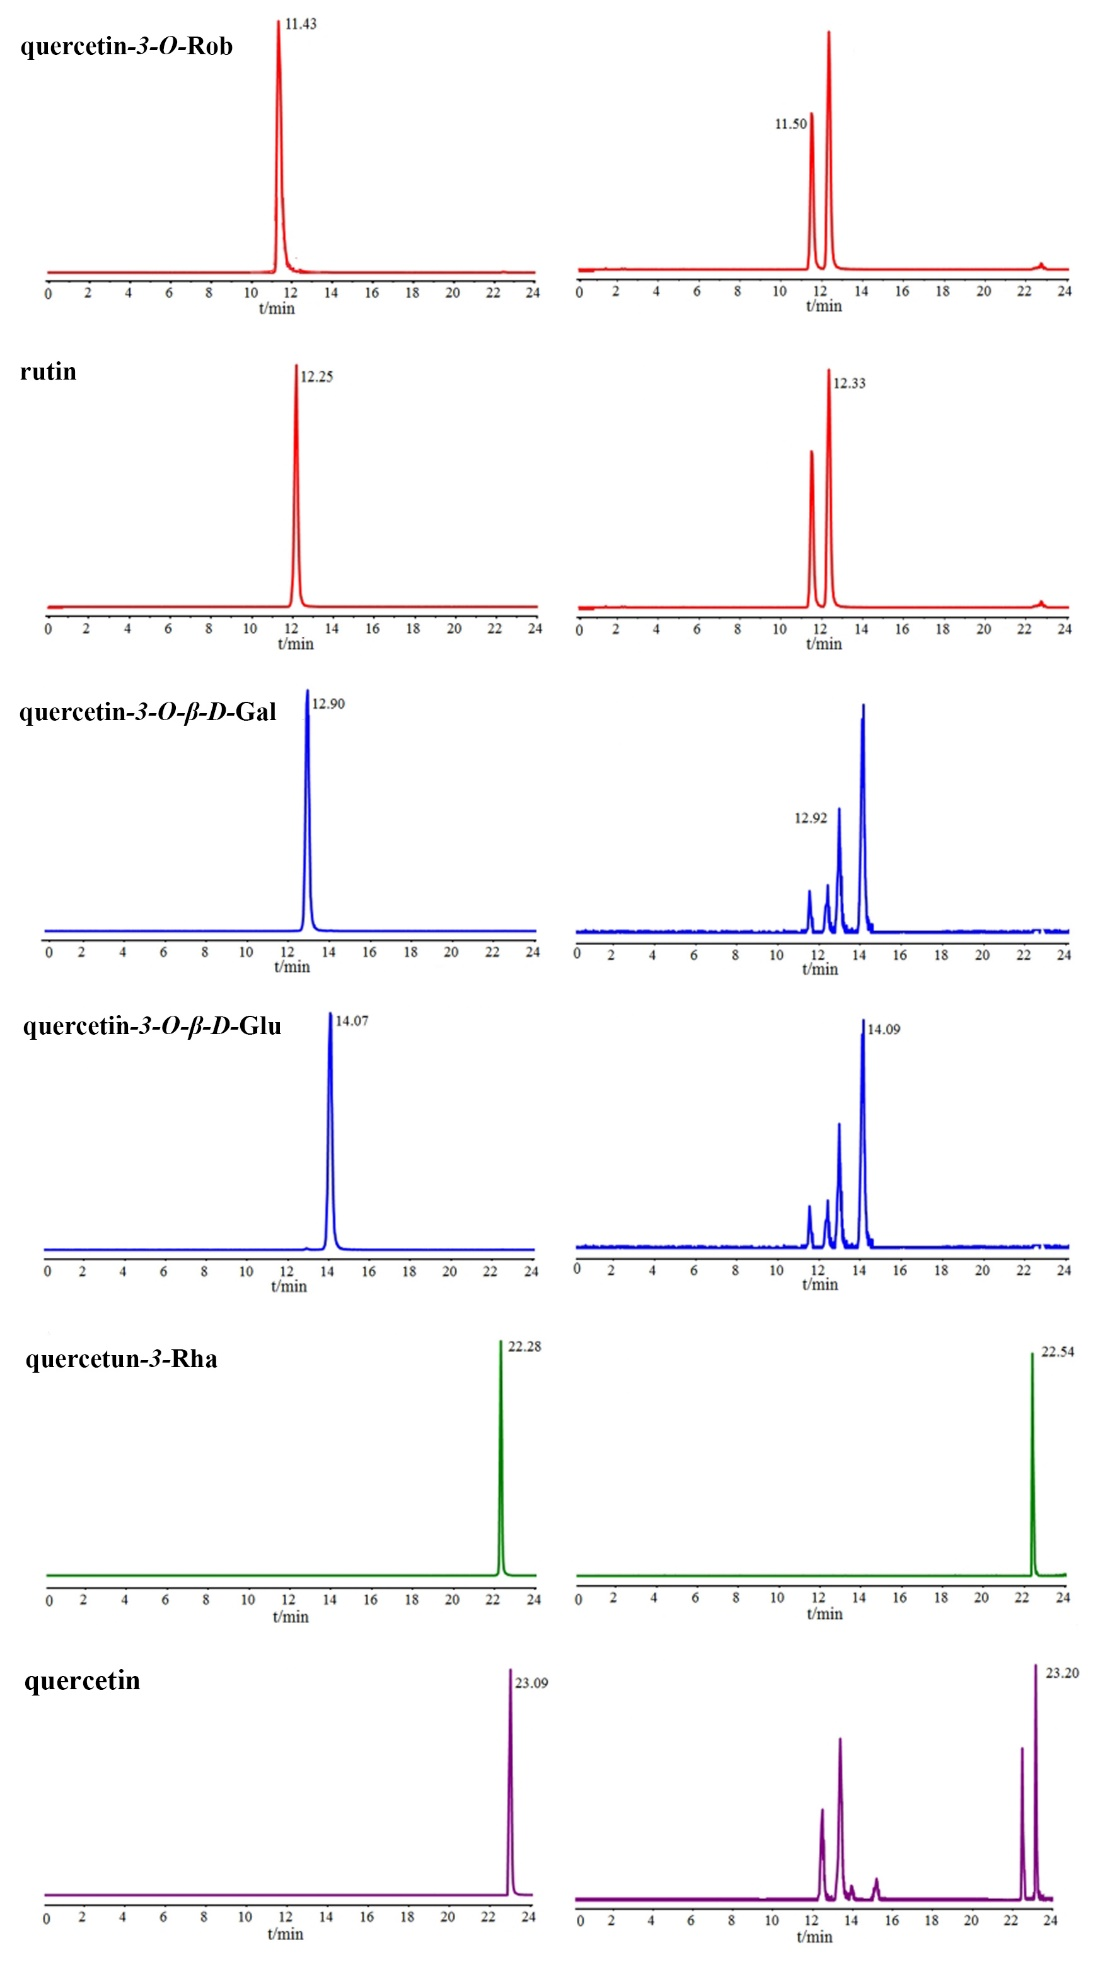 quercetin-3-O-Rob
11.43
0 2 4 6 8 10 12 14 16 18 20 22 24
t/min
11.50
0 2 4 6 8 10 12 14 16 18 20 22 24
t/min
rutin
12.25
0 2 4 6 8 10 12 14 16 18 20 22 24
t/min
12.33
0 2 4 6 8 10 12 14 16 18 20 22 24
t/min
quercetin-3-O-β-D-Gal
12.90
0 2 4 6 8 10 12 14 16 18 20 22 24
t/min
12.92
0 2 4 6 8 10 12 14 16 18 20 22 24
t/min
quercetin-3-O-β-D-Glu
14.07
0 2 4 6 8 10 12 14 16 18 20 22 24
t/min
14.09
0 2 4 6 8 10 12 14 16 18 20 22 24
t/min
quercetun-3-Rha
22.28
0 2 4 6 8 10 12 14 16 18 20 22 24
t/min
22.54
0 2 4 6 8 10 12 14 16 18 20 22 24
t/min
quercetin
23.09
0 2 4 6 8 10 12 14 16 18 20 22 24
t/min
23.20
0 2 4 6 8 10 12 14 16 18 20 22 24
t/min